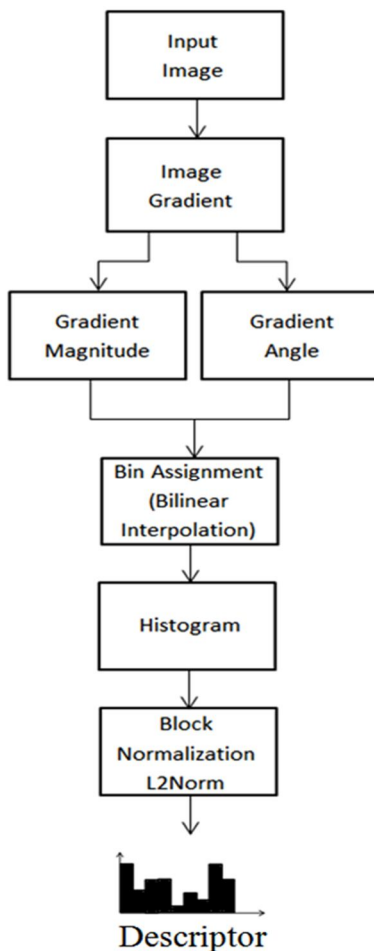 Input
Image
Image
Gradient
Gradient
Magnitude
Gradient
Angle
Bin Assignment
(Bilinear
Interpolation)
Histogram
Block
Normalization
L2Norm
Descriptor